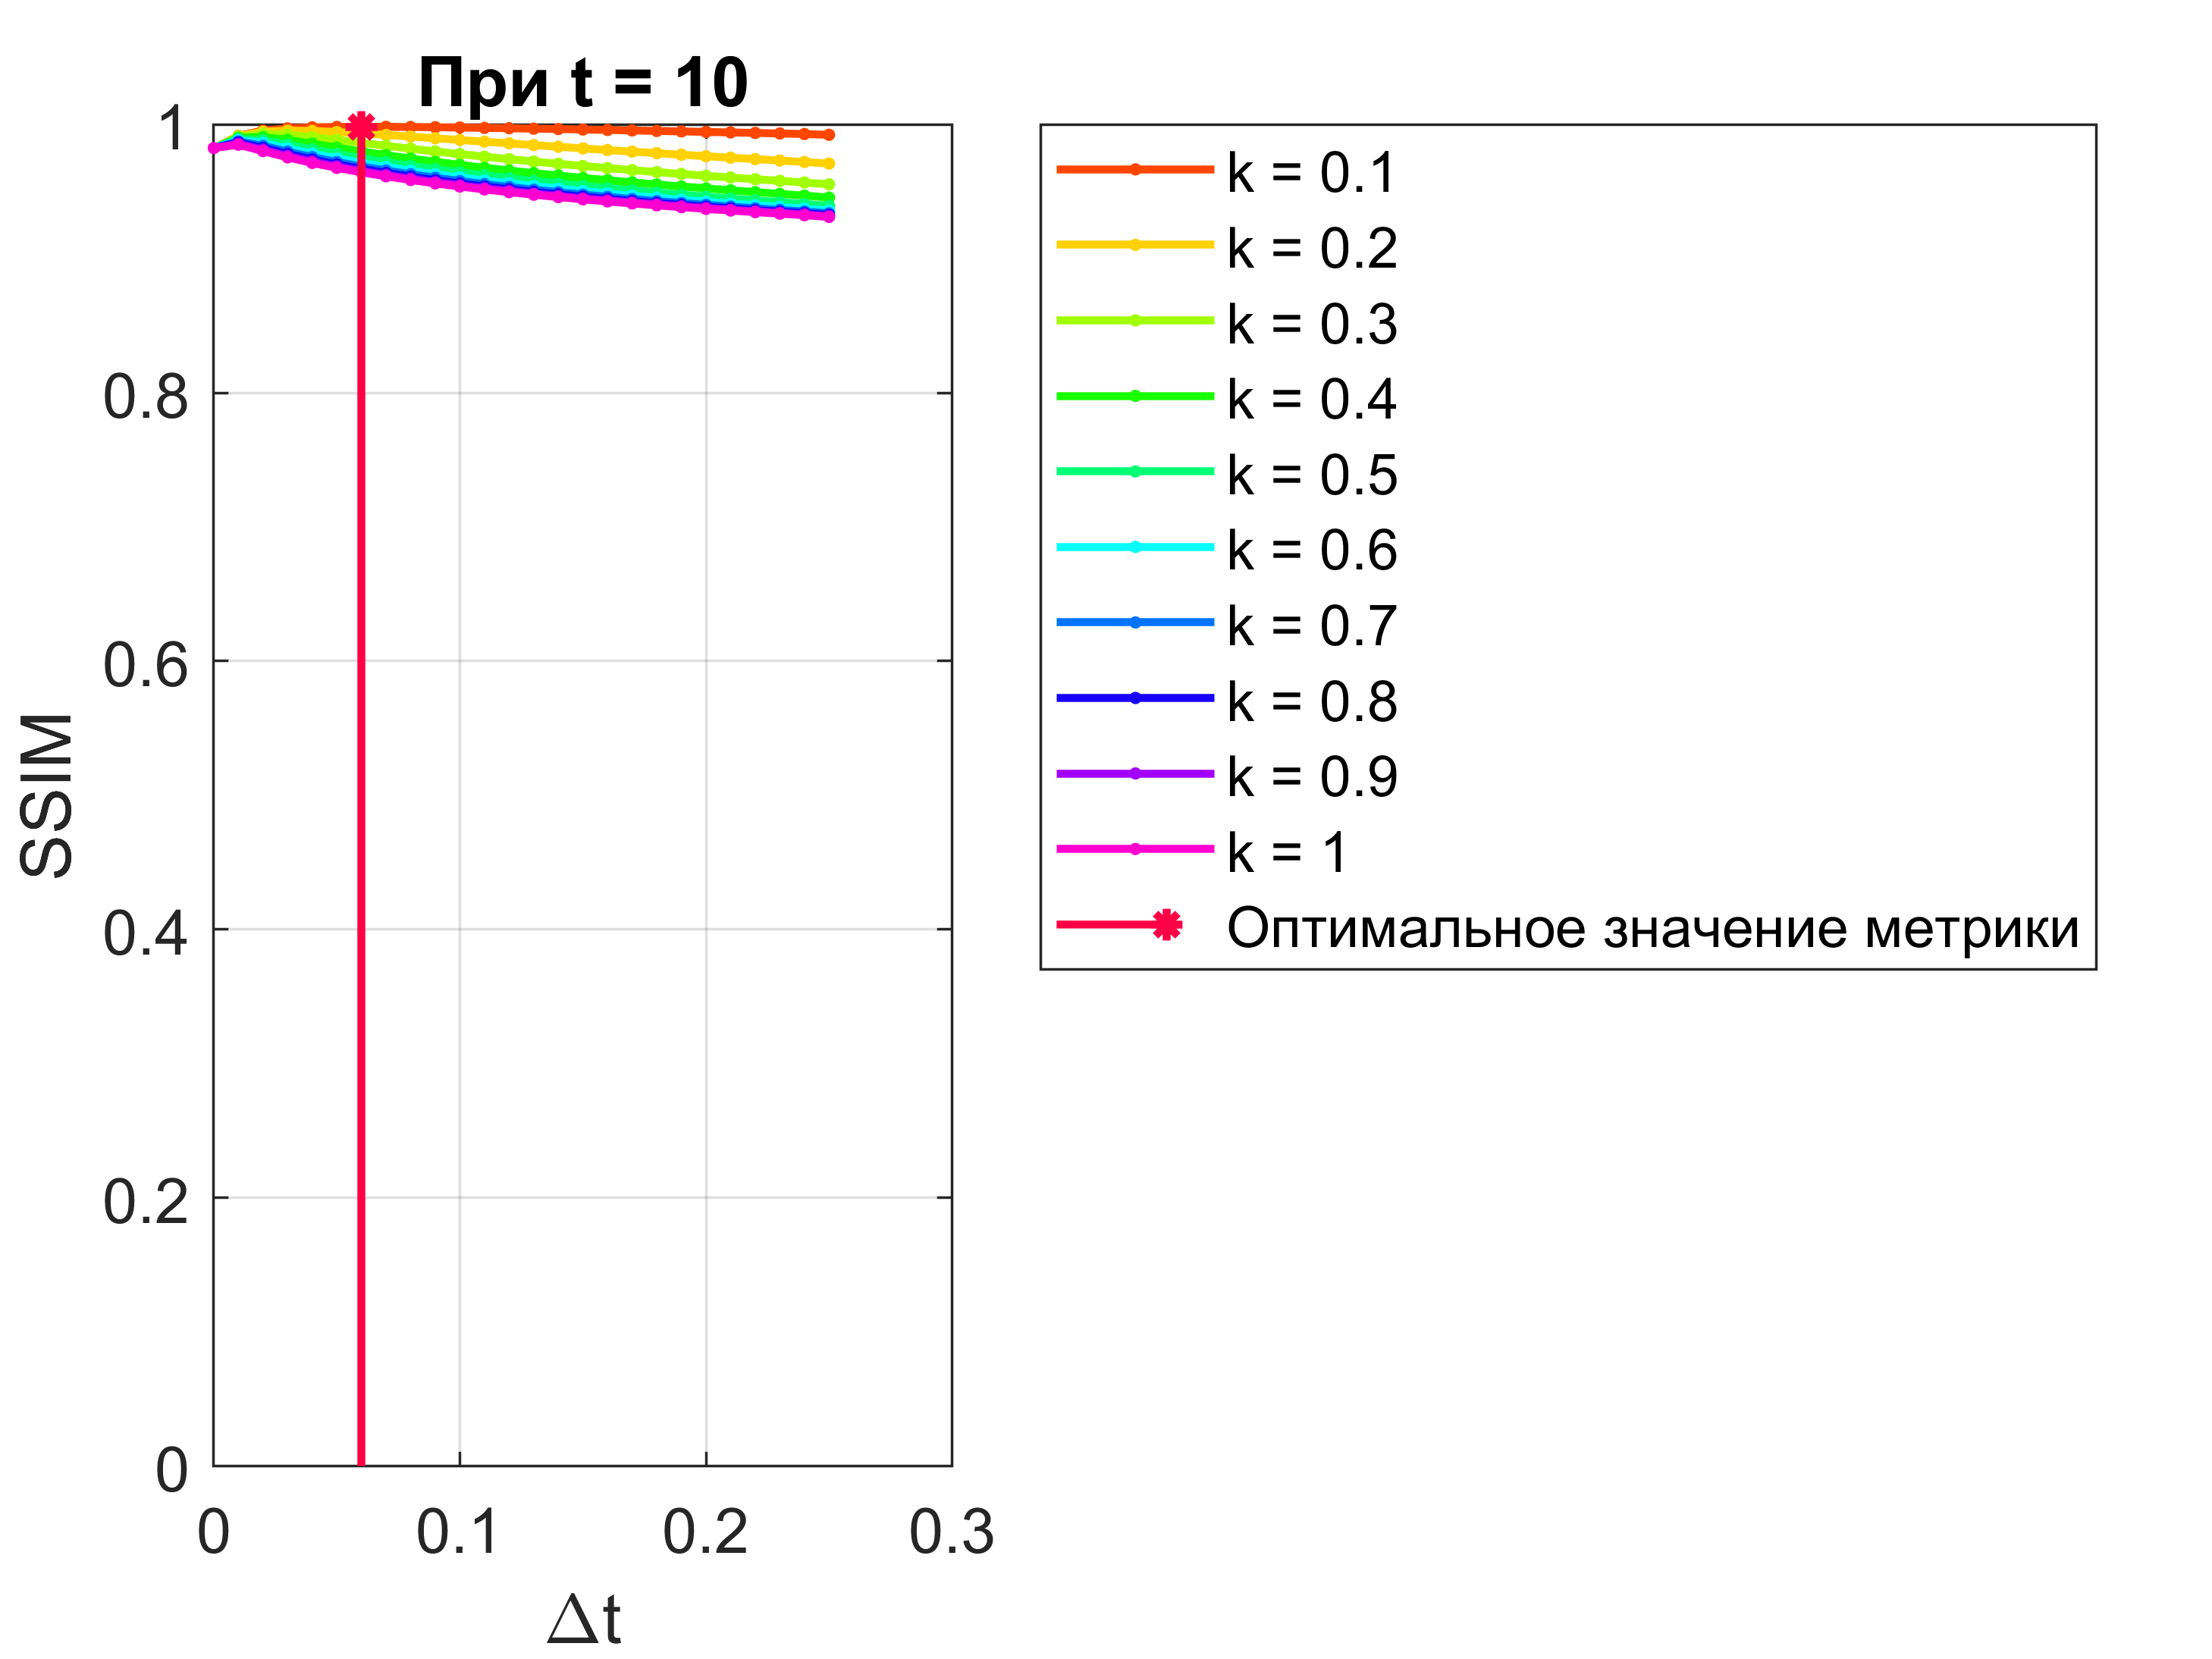 При t = 10
1
0.8
0.6
0.4
0.2
0
SSIM
0 0.1 0.2 0.3
Δt
k = 0.1
k = 0.2
k = 0.3
k = 0.4
k = 0.5
k = 0.6
k = 0.7
k = 0.8
k = 0.9
k = 1
Оптимальное значение метрики